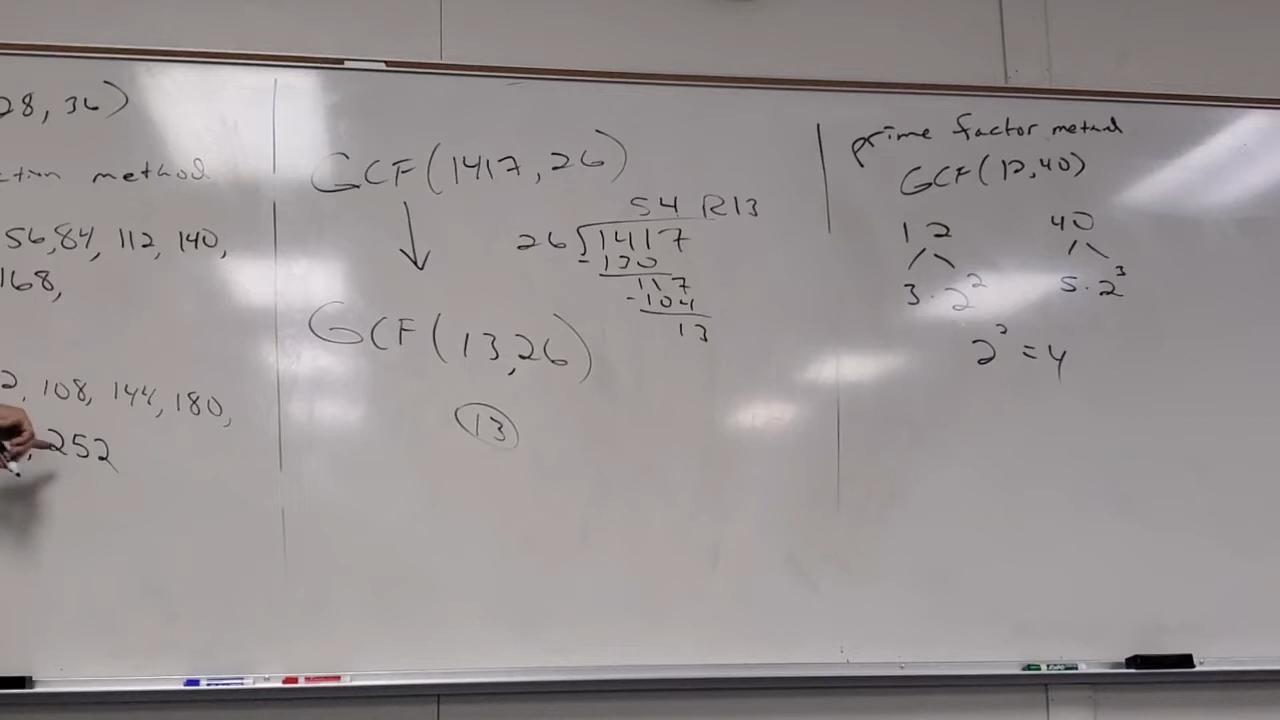 28, 36)
ction method
56, 84, 112, 140,
168,
2, 108, 144, 180,
252
GCF(1417, 26)
54 R13
26)1417
-130
117
-104
13
GCF(13, 26)
13
prime factor method
GCF(12, 40)
12 40
3 · 2² 5 · 2³
2² = 4